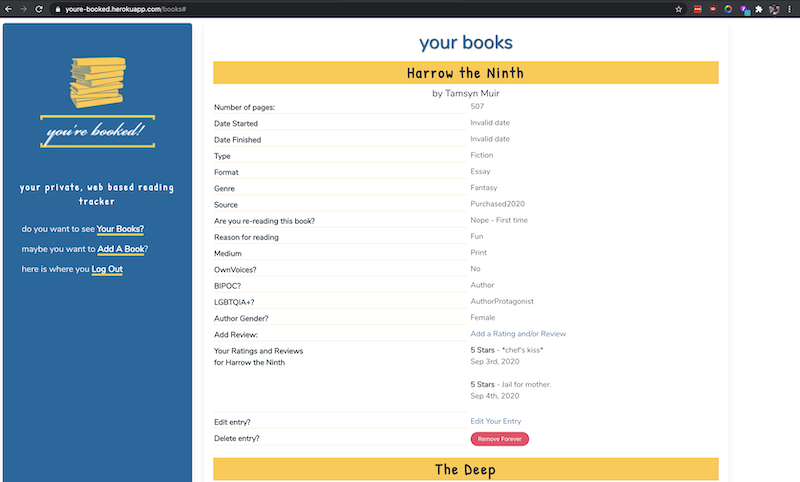 youre-booked.herokuapp.com/books#
you're booked!
your private, web based reading
tracker
do you want to see Your Books?
maybe you want to Add A Book?
here is where you Log Out
your books
Harrow the Ninth
by Tamsyn Muir
Number of pages: 507
Date Started Invalid date
Date Finished Invalid date
Type Fiction
Format Essay
Genre Fantasy
Source Purchased2020
Are you re-reading this book? Nope - First time
Reason for reading Fun
Medium Print
OwnVoices? No
BIPOC? Author
LGBTQIA+? AuthorProtagonist
Author Gender? Female
Add Review: Add a Rating and/or Review
Your Ratings and Reviews 5 Stars - *chef's kiss*
for Harrow the Ninth Sep 3rd, 2020
5 Stars - Jail for mother.
Sep 4th, 2020
Edit entry? Edit Your Entry
Delete entry? Remove Forever
The Deep